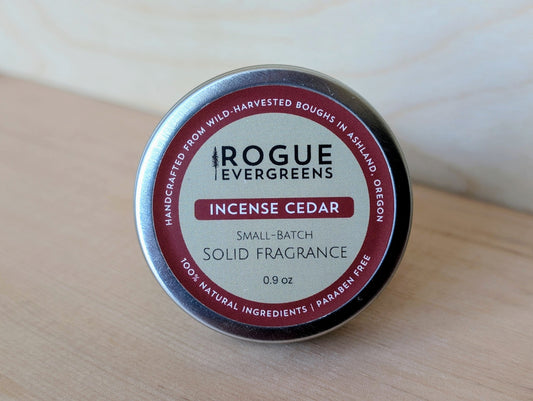 HANDCRAFTED FROM WILD-HARVESTED BOUGHS IN ASHLAND, OREGON
ROGUE
EVERGREENS
INCENSE CEDAR
SMALL-BATCH
SOLID FRAGRANCE
0.9 oz
100% NATURAL INGREDIENTS | PARABEN FREE